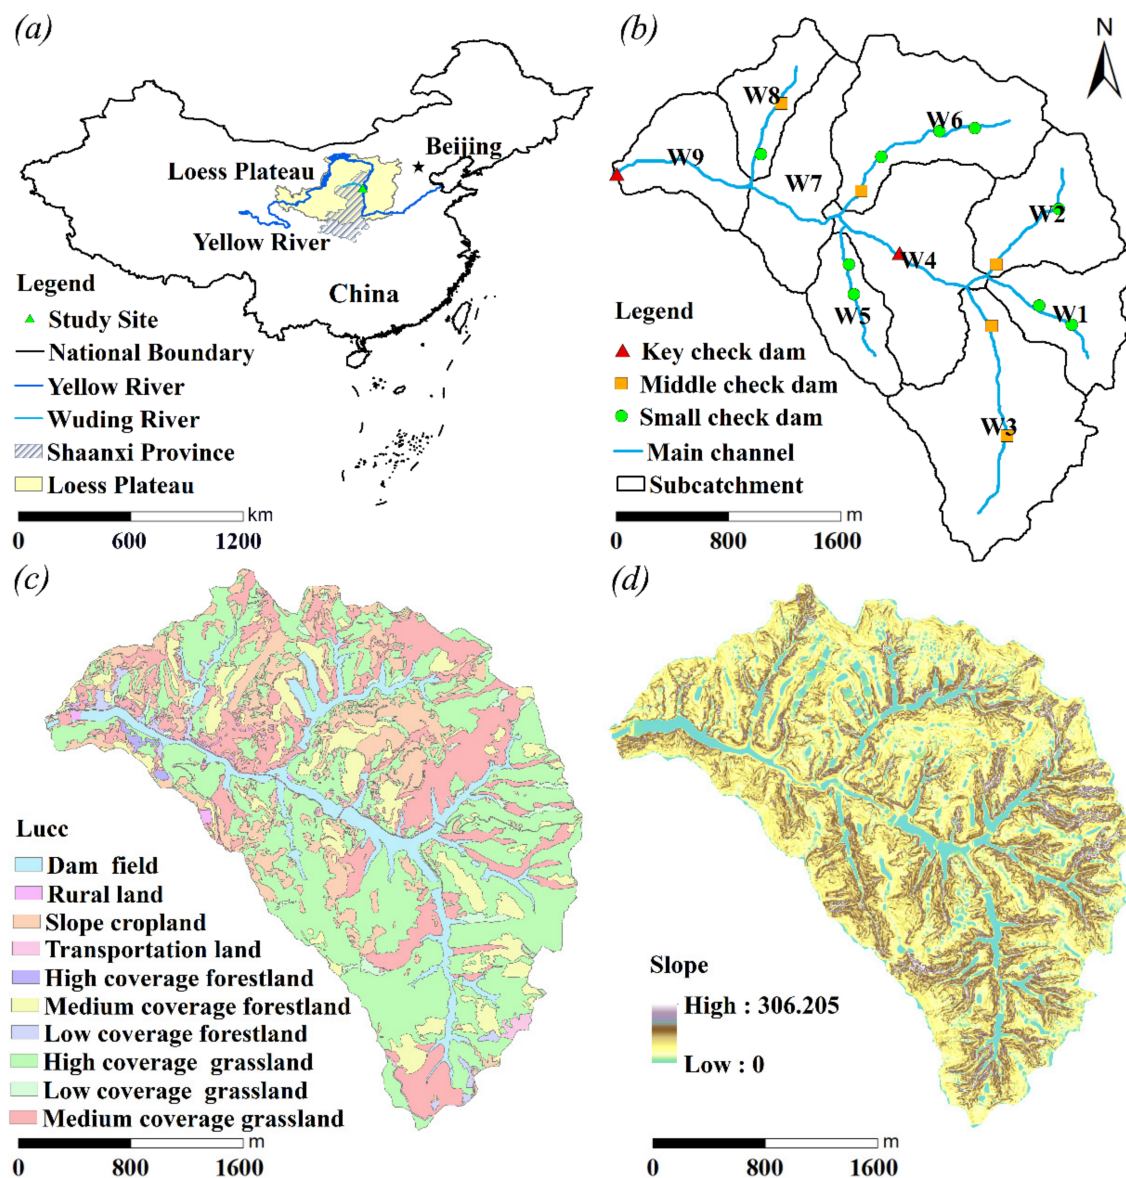 (a)
Beijing
Loess Plateau
Yellow River
China
Legend
Study Site
National Boundary
Yellow River
Wuding River
Shaanxi Province
Loess Plateau
km
0 600 1200
(b)
N
W8
W6
W9
W7
W2
W4
W1
W5
W3
Legend
Key check dam
Middle check dam
Small check dam
Main channel
Subcatchment
m
0 800 1600
(c)
Lucc
Dam field
Rural land
Slope cropland
Transportation land
High coverage forestland
Medium coverage forestland
Low coverage forestland
High coverage grassland
Low coverage grassland
Medium coverage grassland
m
0 800 1600
(d)
Slope
High : 306.205
Low : 0
m
0 800 1600